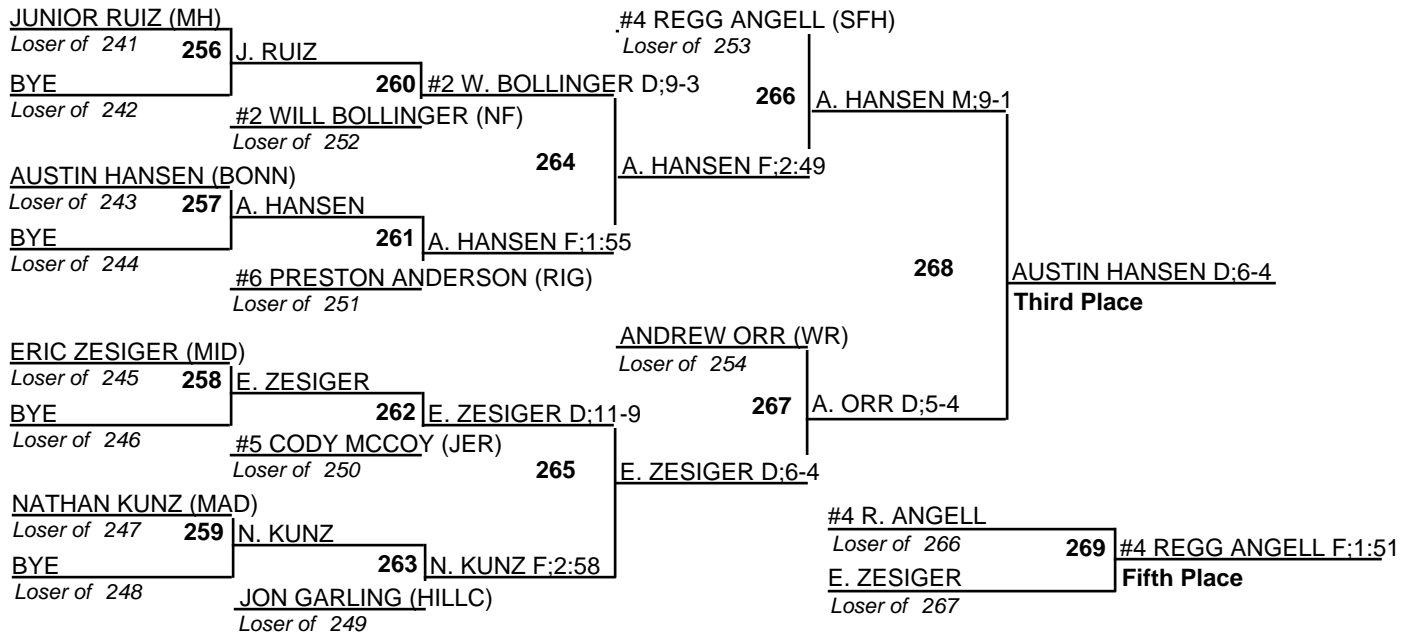 JUNIOR RUIZ (MH)
Loser of 241
256
J. RUIZ
BYE
Loser of 242
260
#2 W. BOLLINGER D;9-3
#2 WILL BOLLINGER (NF)
Loser of 252
264
AUSTIN HANSEN (BONN)
Loser of 243
257
A. HANSEN
BYE
Loser of 244
261
A. HANSEN F;1:55
#6 PRESTON ANDERSON (RIG)
Loser of 251
#4 REGG ANGELL (SFH)
Loser of 253
266
A. HANSEN M;9-1
A. HANSEN F;2:49
268
AUSTIN HANSEN D;6-4
Third Place
ERIC ZESIGER (MID)
Loser of 245
258
E. ZESIGER
BYE
Loser of 246
262
E. ZESIGER D;11-9
#5 CODY MCCOY (JER)
Loser of 250
265
NATHAN KUNZ (MAD)
Loser of 247
259
N. KUNZ
BYE
Loser of 248
263
N. KUNZ F;2:58
JON GARLING (HILLC)
Loser of 249
ANDREW ORR (WR)
Loser of 254
267
A. ORR D;5-4
E. ZESIGER D;6-4
#4 R. ANGELL
Loser of 266
269
#4 REGG ANGELL F;1:51
Fifth Place
E. ZESIGER
Loser of 267